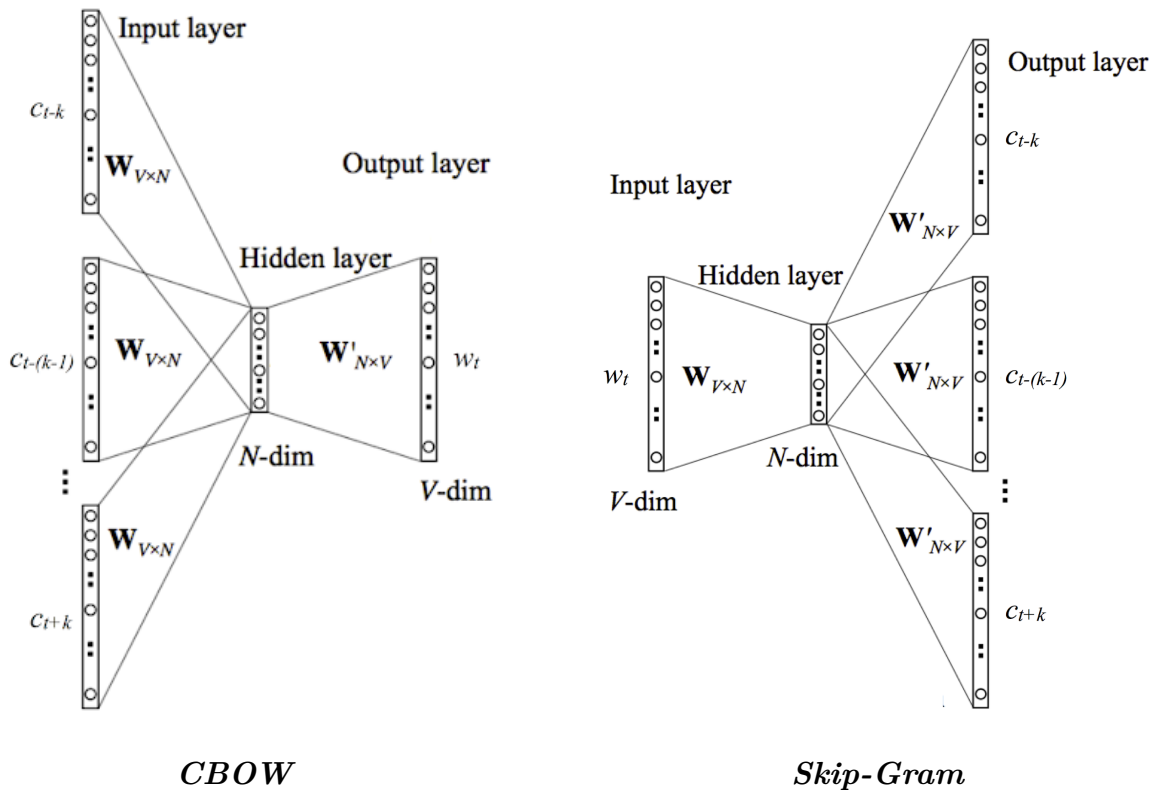 Input layer
c_{t-k}
W_{V×N}
Output layer
Hidden layer
c_{t-(k-1)}
W_{V×N}
W'_{N×V}
w_t
N-dim
V-dim
W_{V×N}
c_{t+k}
CBOW
Output layer
c_{t-k}
Input layer
W'_{N×V}
Hidden layer
w_t
W_{V×N}
W'_{N×V}
c_{t-(k-1)}
N-dim
V-dim
W'_{N×V}
c_{t+k}
Skip-Gram